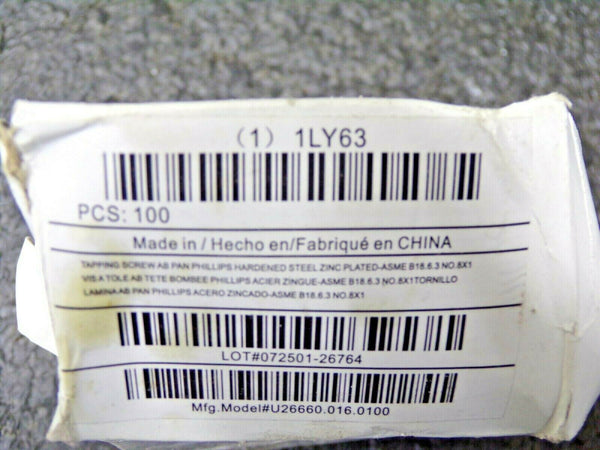 (1) 1LY63
PCS: 100
Made in / Hecho en/Fabriqué en CHINA
TAPPING SCREW AB PAN PHILLIPS HARDENED STEEL ZINC PLATED-ASME B18.6.3 NO.8X1
VIS A TOLE AB TETE BOMBEE PHILLIPS ACIER ZINGUE-ASME B18.6.3 NO.8X1TORNILLO
LAMINA AB PAN PHILLIPS ACERO ZINCADO-ASME B18.6.3 NO.8X1
LOT#072501-26764
Mfg.Model#U26660.016.0100